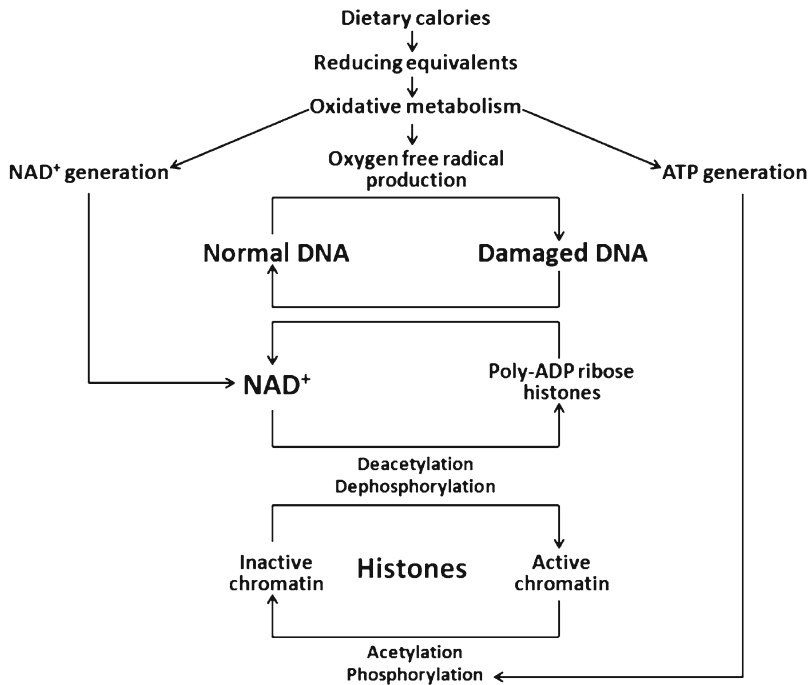 Dietary calories
Reducing equivalents
Oxidative metabolism
NAD⁺ generation
Oxygen free radical
production
ATP generation
Normal DNA
Damaged DNA
NAD⁺
Poly-ADP ribose
histones
Deacetylation
Dephosphorylation
Inactive
chromatin
Histones
Active
chromatin
Acetylation
Phosphorylation